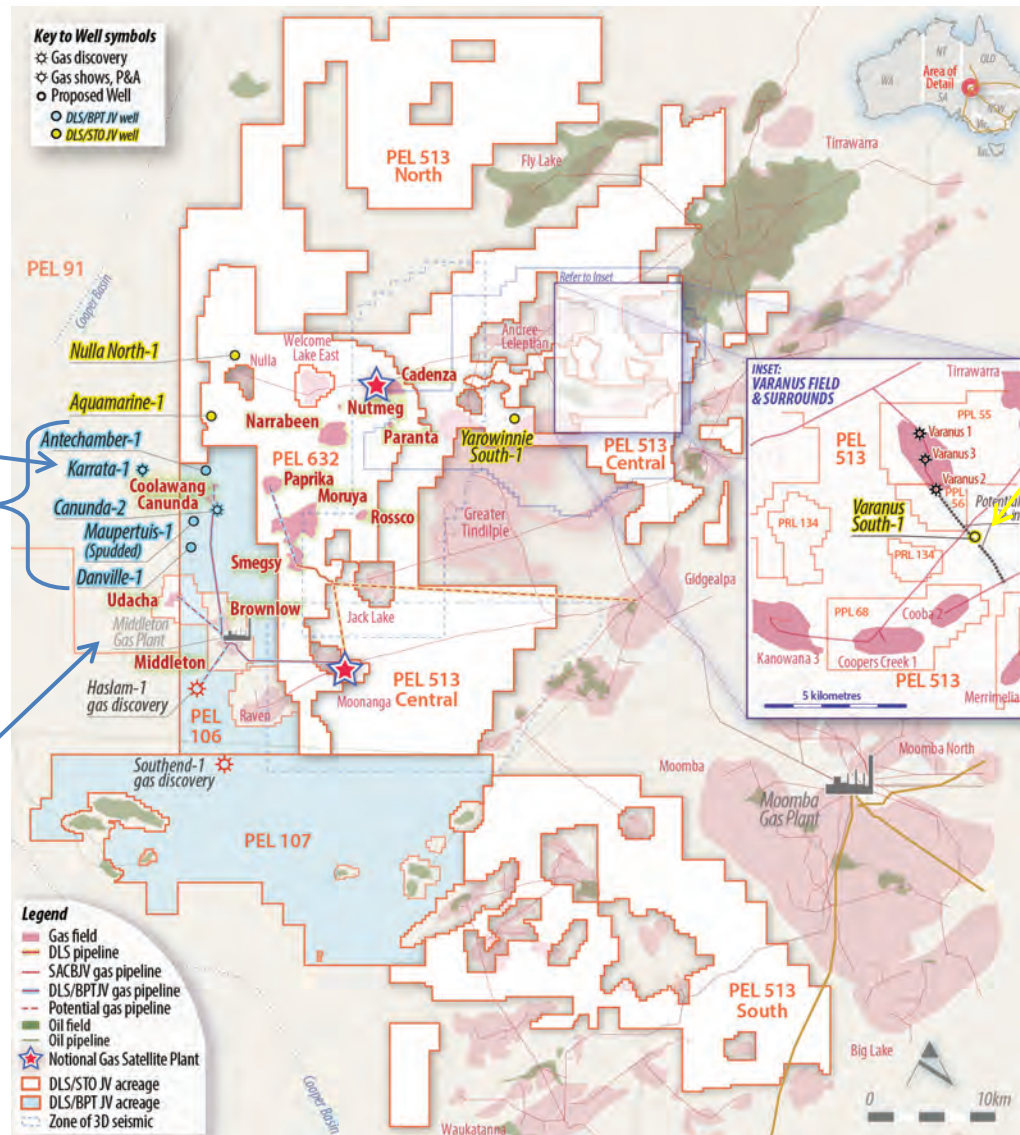 Key to Well symbols
Gas discovery
Gas shows, P&A
Proposed Well
DLS/BPT JV well
DLS/STO JV well
WA
NT
QLD
SA
NSW
Area of
Detail
PEL 513
North
Fly Lake
Tirrawarra
PEL 91
Cooper Basin
Refer to Inset
Nulla North-1
Nulla
Welcome
Lake East
Andree-
Leleptian
Cadenza
Nutmeg
Aquamarine-1
Narrabeen
Paranta
Yarowinnie
South-1
PEL 513
Central
Antechamber-1
Karrata-1
Coolawang
Canunda
Canunda-2
Maupertuis-1
(Spudded)
Danville-1
PEL 632
Paprika
Moruya
Rossco
Greater
Tindilpie
Smegsy
Gidgealpa
Udacha
Brownlow
Jack Lake
Middleton
Gas Plant
Middleton
Haslam-1
gas discovery
PEL
106
Raven
Moonanga
PEL 513
Central
Southend-1
gas discovery
PEL 107
INSET:
VARANUS FIELD
& SURROUNDS
Tirrawarra
PPL 55
PEL
513
Varanus 1
Varanus 3
Varanus 2
PPL
56
Varanus
South-1
PRL 134
PRL 134
PPL 68
Cooba 2
Kanowana 3
Coopers Creek 1
PEL 513
5 kilometres
Moomba
Moomba North
Moomba
Gas Plant
PEL 513
South
Big Lake
Waukatanna
Cooper Basin
0 10km
Legend
Gas field
DLS pipeline
SACBJV gas pipeline
DLS/BPTJV gas pipeline
Potential gas pipeline
Oil field
Oil pipeline
Notional Gas Satellite Plant
DLS/STO JV acreage
DLS/BPT JV acreage
Zone of 3D seismic